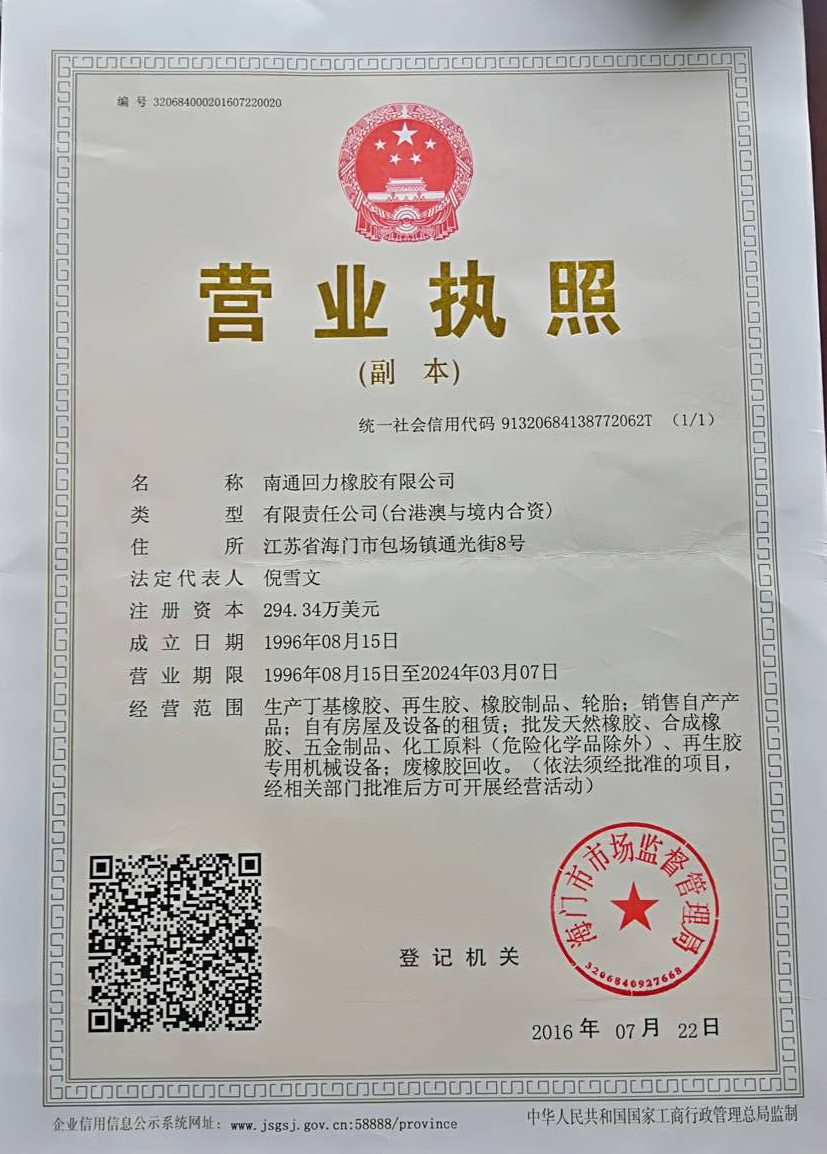 编 号 320684000201607220020
营业执照
(副 本)
统一社会信用代码 91320684138772062T (1/1)
名 称 南通回力橡胶有限公司
类 型 有限责任公司(台港澳与境内合资)
住 所 江苏省海门市包场镇通光街8号
法定代表人 倪雪文
注册资本 294.34万美元
成立日期 1996年08月15日
营业期限 1996年08月15日至2024年03月07日
经营范围 生产丁基橡胶、再生胶、橡胶制品、轮胎；销售自产产
品；自有房屋及设备的租赁；批发天然橡胶、合成橡
胶、五金制品、化工原料（危险化学品除外）、再生胶
专用机械设备；废橡胶回收。（依法须经批准的项目，
经相关部门批准后方可开展经营活动）
海门市市场监督管理局
3206840927668
登记机关
2016 年 07 月 22 日
企业信用信息公示系统网址：www.jsgsj.gov.cn:58888/province
中华人民共和国国家工商行政管理总局监制